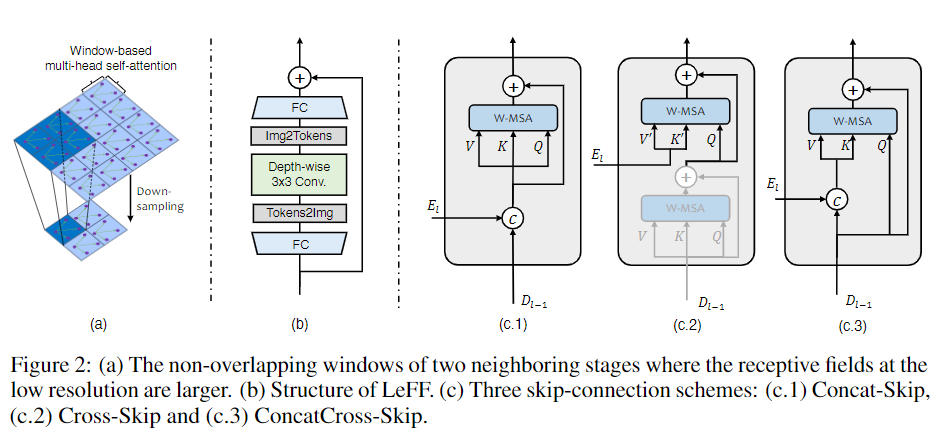 Window-based
multi-head self-attention
Down-
sampling
(a)
FC
Img2Tokens
Depth-wise
3x3 Conv.
Tokens2Img
FC
(b)
W-MSA
V K Q
E_l
C
D_{l-1}
(c.1)
W-MSA
V' K' Q
E_l
W-MSA
V K Q
D_{l-1}
(c.2)
W-MSA
V K Q
E_l
C
D_{l-1}
(c.3)
Figure 2: (a) The non-overlapping windows of two neighboring stages where the receptive fields at the
low resolution are larger. (b) Structure of LeFF. (c) Three skip-connection schemes: (c.1) Concat-Skip,
(c.2) Cross-Skip and (c.3) ConcatCross-Skip.